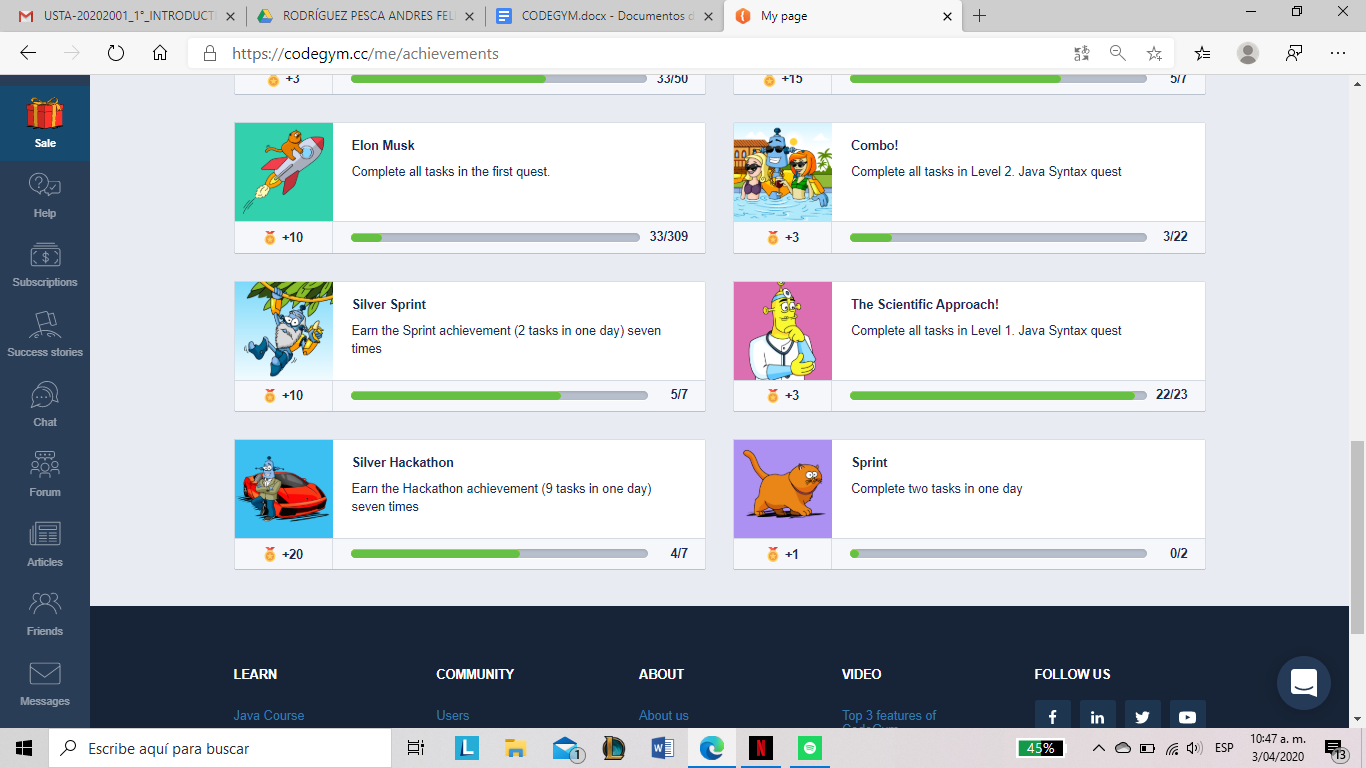 USTA-20202001_1°_INTRODUCTI
RODRÍGUEZ PESCA ANDRES FELI
CODEGYM.docx - Documentos d
My page
https://codegym.cc/me/achievements
+3
33/50
+15
5/7
Sale
Help
Subscriptions
Success stories
Chat
Forum
Articles
Friends
Messages
Elon Musk
Complete all tasks in the first quest.
+10
33/309
Combo!
Complete all tasks in Level 2. Java Syntax quest
+3
3/22
Silver Sprint
Earn the Sprint achievement (2 tasks in one day) seven
times
+10
5/7
The Scientific Approach!
Complete all tasks in Level 1. Java Syntax quest
+3
22/23
Silver Hackathon
Earn the Hackathon achievement (9 tasks in one day)
seven times
+20
4/7
Sprint
Complete two tasks in one day
+1
0/2
LEARN
Java Course
COMMUNITY
Users
ABOUT
About us
VIDEO
Top 3 features of
CodeGym
FOLLOW US
Escribe aquí para buscar
1
45%
ESP
10:47 a. m.
3/04/2020
13